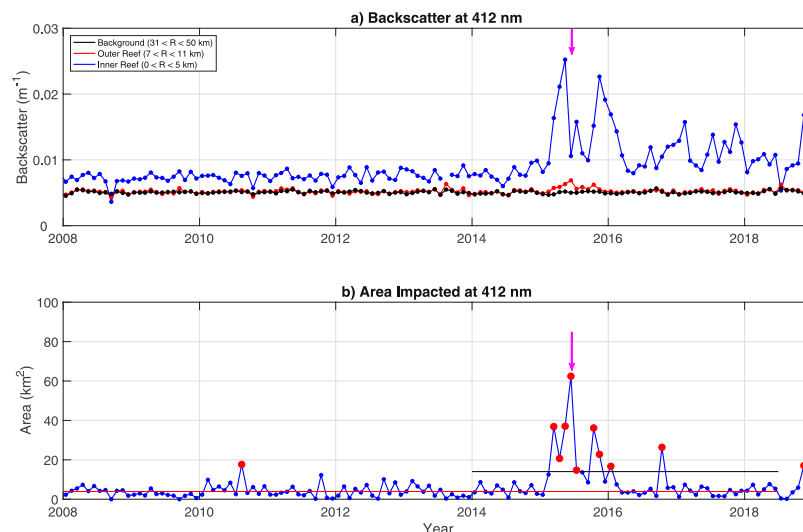 a) Backscatter at 412 nm
0.03
Background (31 < R < 50 km)
Outer Reef (7 < R < 11 km)
Inner Reef (0 < R < 5 km)
0.02
0.01
0
Backscatter (m⁻¹)
2008 2010 2012 2014 2016 2018
b) Area Impacted at 412 nm
100
80
60
40
20
0
Area (km²)
2008 2010 2012 2014 2016 2018
Year